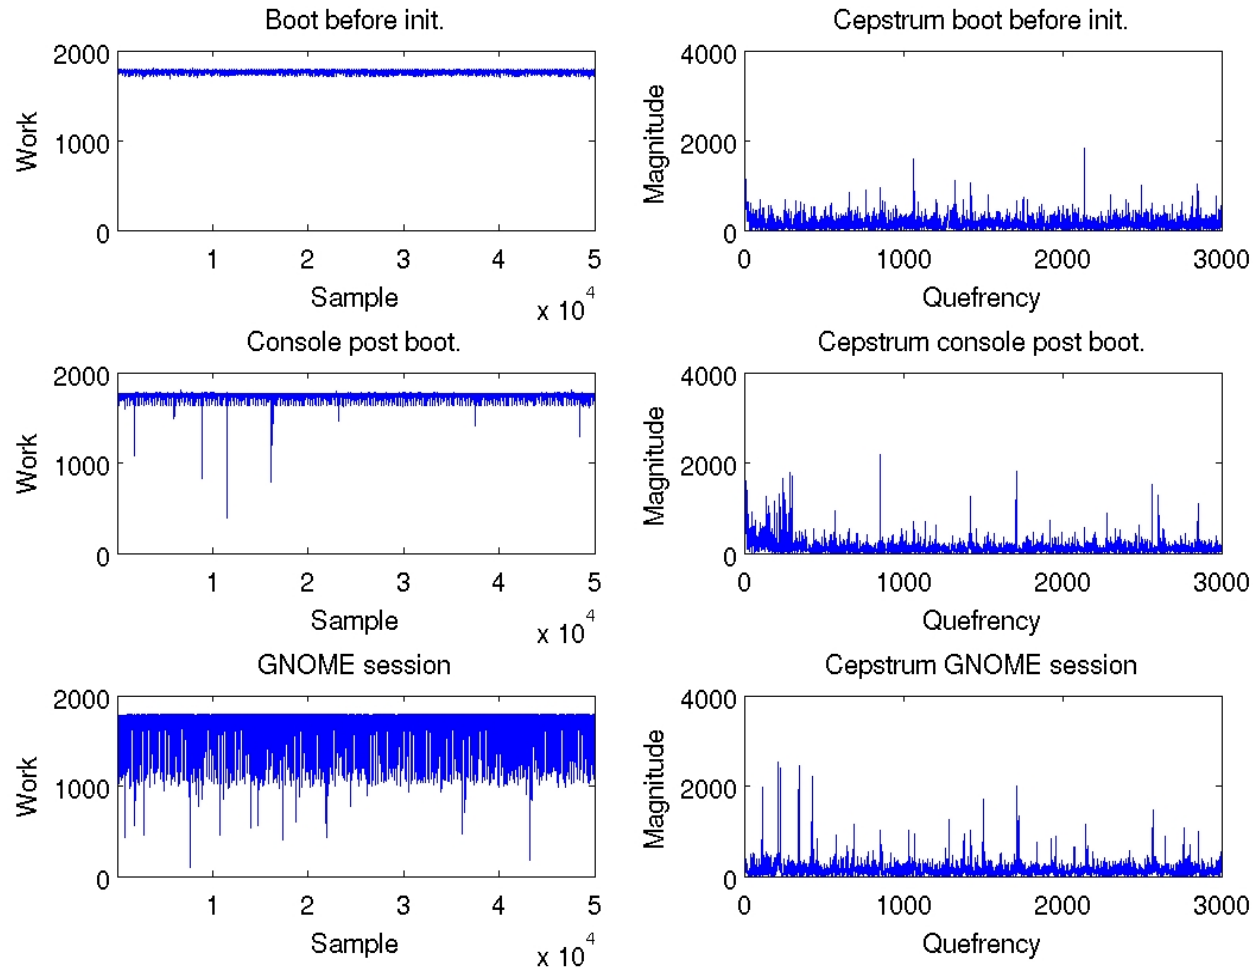 Boot before init.
2000
1000
0
Work
1 2 3 4 5
Sample
x 10^4
Cepstrum boot before init.
4000
2000
0
Magnitude
0 1000 2000 3000
Quefrency
Console post boot.
2000
1000
0
Work
1 2 3 4 5
Sample
x 10^4
Cepstrum console post boot.
4000
2000
0
Magnitude
0 1000 2000 3000
Quefrency
GNOME session
2000
1000
0
Work
1 2 3 4 5
Sample
x 10^4
Cepstrum GNOME session
4000
2000
0
Magnitude
0 1000 2000 3000
Quefrency